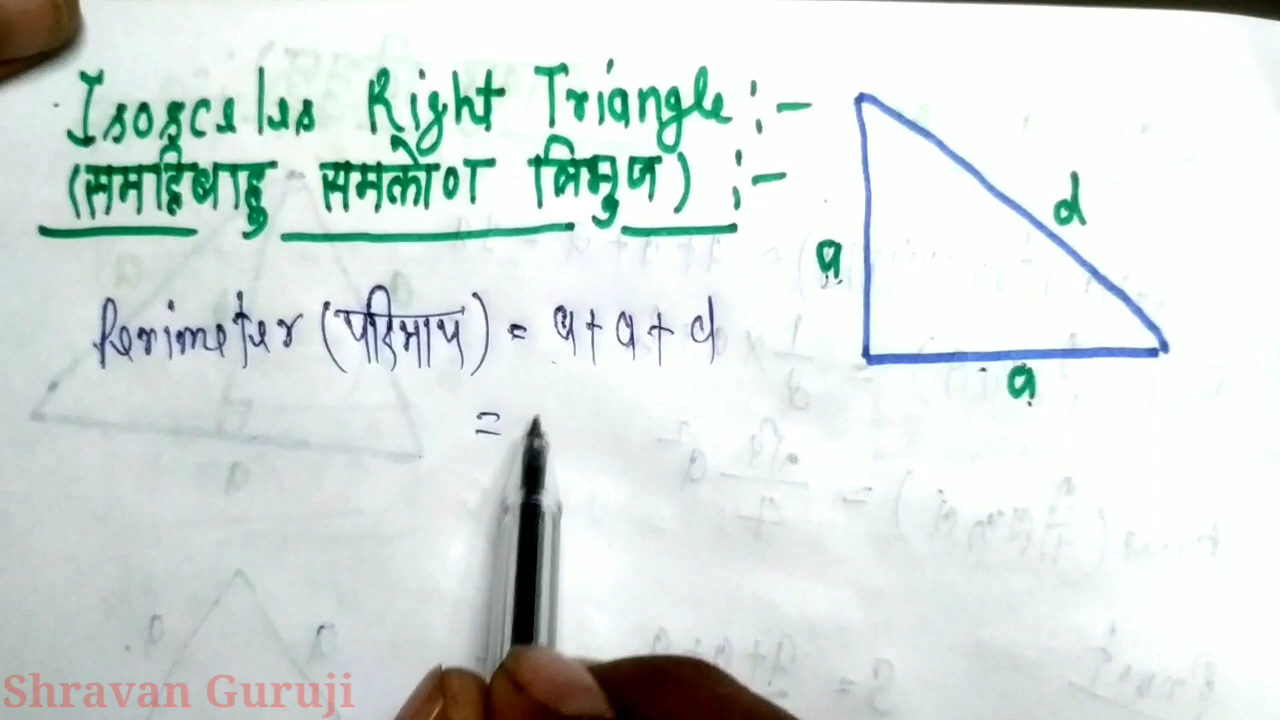 Isosceles Right Triangle :-
(समद्विबाहु समकोण त्रिभुज) :-
d
a
Perimeter (परिमाप) = a + a + d
a
=
Shravan Guruji